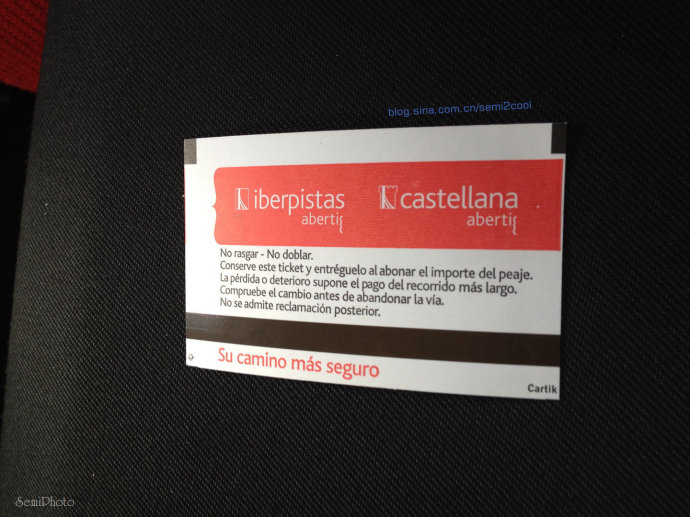 blog.sina.com.cn/semi2cool
iberpistas castellana
abertis abertis
No rasgar - No doblar.
Conserve este ticket y entréguelo al abonar el importe del peaje.
La pérdida o deterioro supone el pago del recorrido más largo.
Compruebe el cambio antes de abandonar la vía.
No se admite reclamación posterior.
Su camino más seguro
Cartik
SemiPhoto